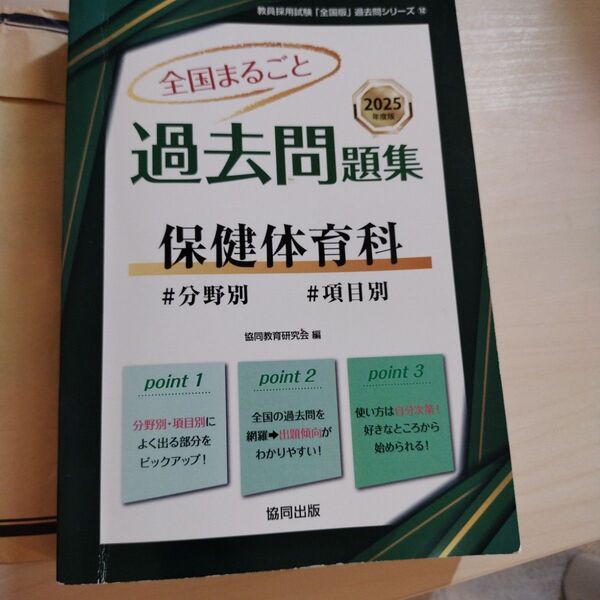 教員採用試験「全国版」過去問シリーズ⑫
全国まるごと
2025
年度版
過去問題集
保健体育科
#分野別 #項目別
協同教育研究会 編
point 1
分野別・項目別に
よく出る部分を
ピックアップ!
point 2
全国の過去問を
網羅➡出題傾向が
わかりやすい!
point 3
使い方は自分次第!
好きなところから
始められる!
協同出版